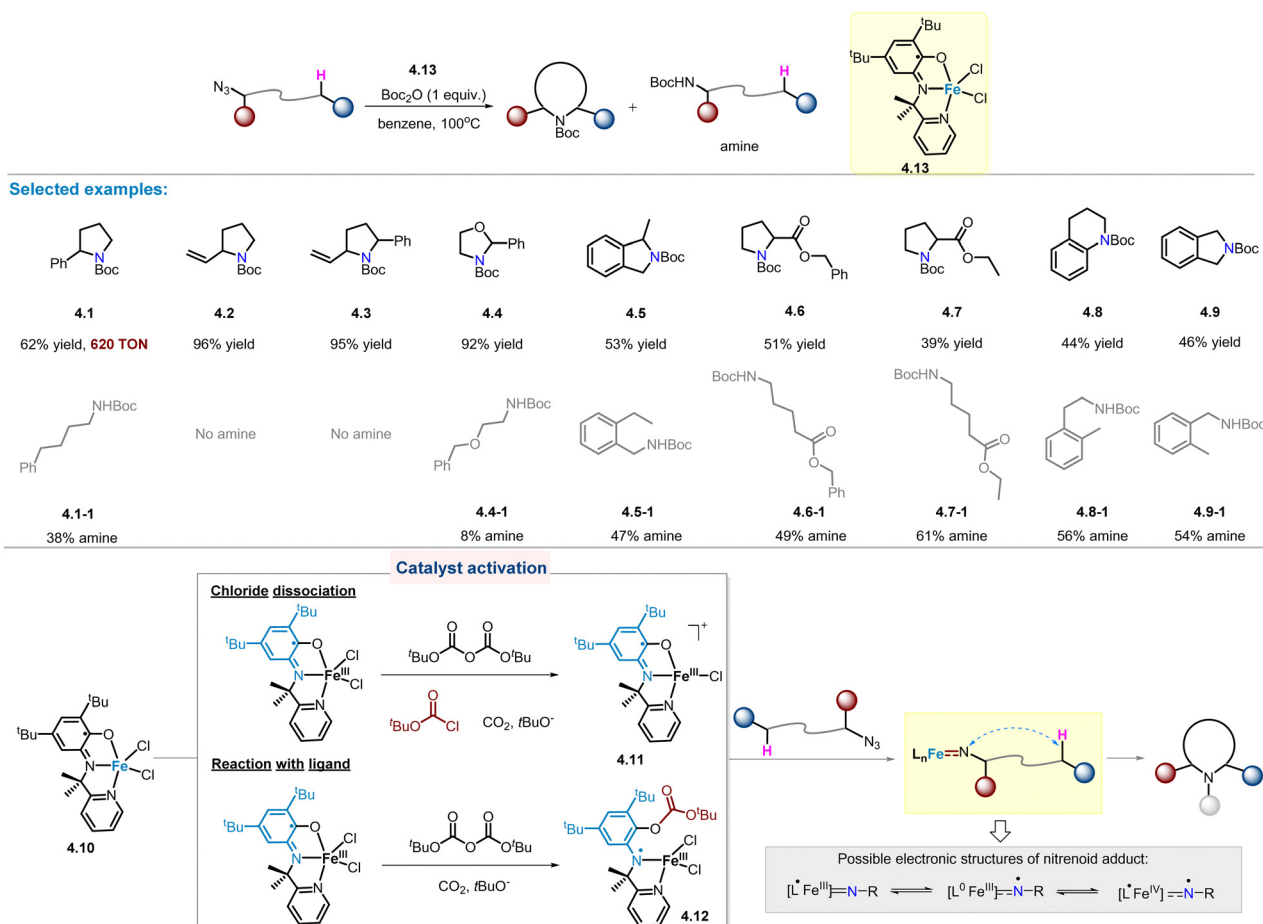 N₃ H
4.13
Boc₂O (1 equiv.)
benzene, 100°C
N
Boc
+
BocHN H
amine
ᵗBu
ᵗBu
O
Cl
N Fe
Cl
N
4.13
Selected examples:
Ph N Boc
N Boc
Ph N Boc
O Ph N Boc
NBoc
N Boc O O Ph
N Boc O O
NBoc
NBoc
4.1 4.2 4.3 4.4 4.5 4.6 4.7 4.8 4.9
62% yield, 620 TON 96% yield 95% yield 92% yield 53% yield 51% yield 39% yield 44% yield 46% yield
NHBoc
Ph
No amine
No amine
NHBoc
O
Ph
NHBoc
BocHN
O
O
Ph
BocHN
O
O
NHBoc
NHBoc
4.1-1 4.4-1 4.5-1 4.6-1 4.7-1 4.8-1 4.9-1
38% amine 8% amine 47% amine 49% amine 61% amine 56% amine 54% amine
Catalyst activation
Chloride dissociation
ᵗBu
ᵗBu
O
Cl
N Feᴵᴵᴵ
Cl
N
O O
ᵗBuO O OᵗBu
O
ᵗBuO Cl
CO₂, tBuO⁻
ᵗBu
ᵗBu
O
+
N Feᴵᴵᴵ Cl
N
4.11
ᵗBu
ᵗBu
O
Cl
N Fe
Cl
N
4.10
Reaction with ligand
ᵗBu
ᵗBu
O
Cl
N Feᴵᴵᴵ
Cl
N
O O
ᵗBuO O OᵗBu
CO₂, tBuO⁻
ᵗBu
ᵗBu
O
O
OᵗBu
Cl
N Feᴵᴵᴵ
Cl
N
4.12
H N₃
LₙFe N H
N
Possible electronic structures of nitrenoid adduct:
[L• Feᴵᴵᴵ] N–R [L⁰ Feᴵᴵᴵ] N•–R [L• Feᴵⱽ] N•–R